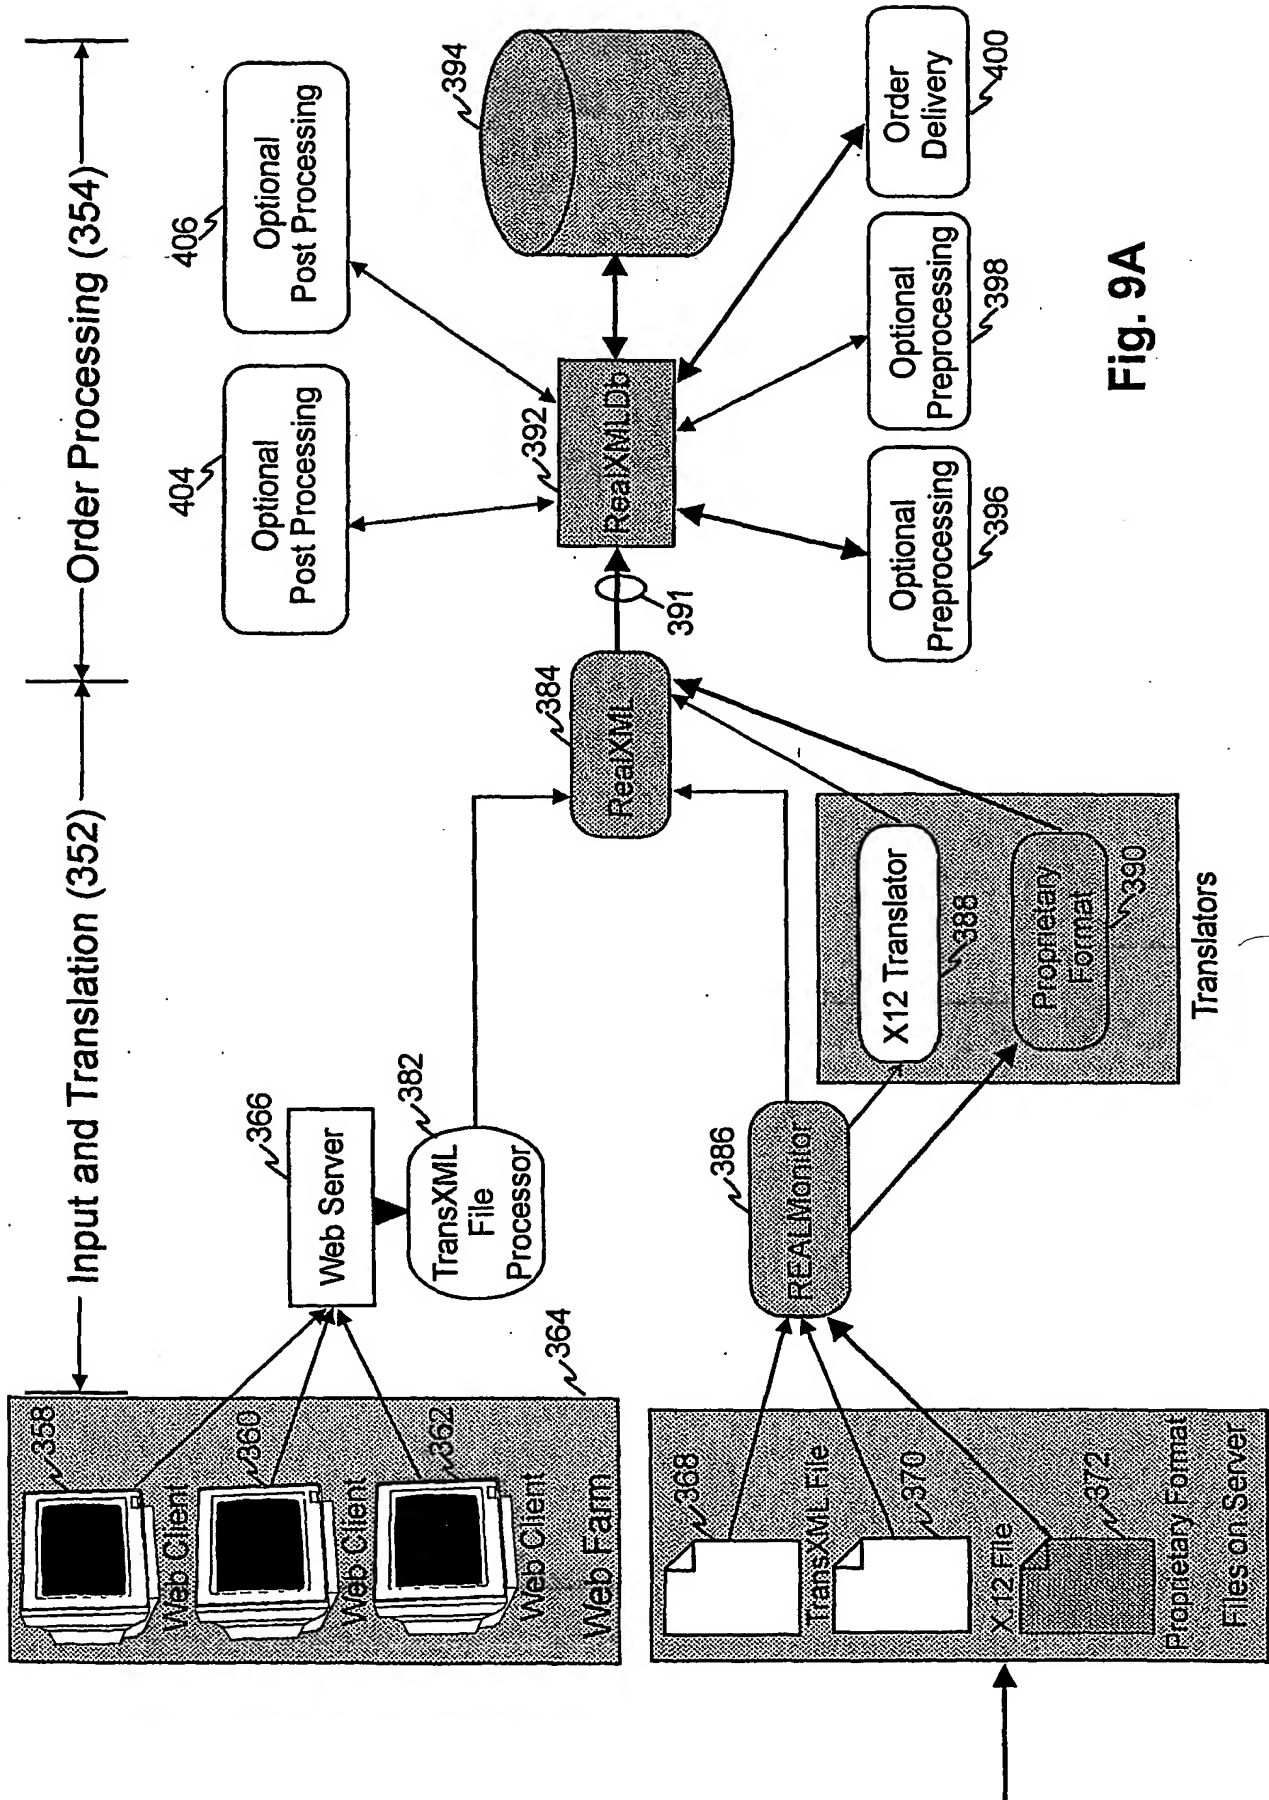 Input and Translation (352)
Order Processing (354)
358
Web Client
360
Web Client
362
Web Client
Web Farm
364
366
Web Server
382
TransXML
File
Processor
368
TransXML File
370
X.12 File
372
Proprietary Format
Files on Server
386
REALMonitor
X12 Translator
388
Proprietary
Format
390
Translators
384
RealXML
391
392
RealXMLDb
394
404
Optional
Post Processing
406
Optional
Post Processing
Optional
Preprocessing
396
Optional
Preprocessing
398
Order
Delivery
400
Fig. 9A